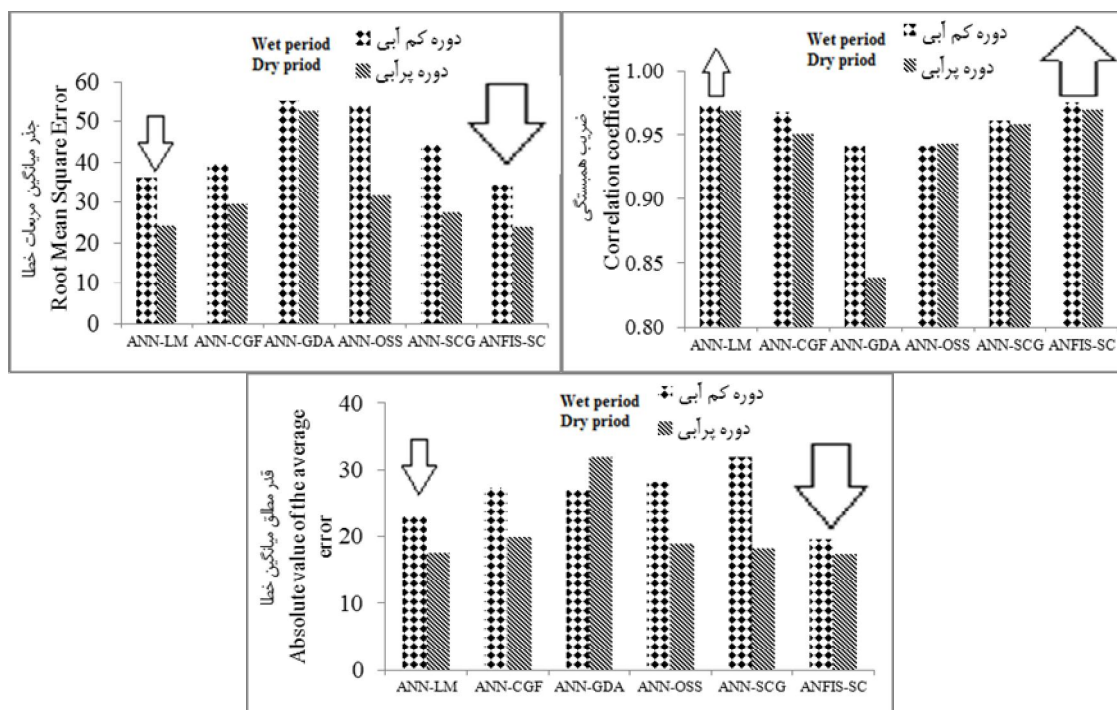 جذر میانگین مربعات خطا
Root Mean Square Error
Wet period
Dry priod
دوره کم آبی
دوره پرآبی
60
50
40
30
20
10
0
ANN-LM ANN-CGF ANN-GDA ANN-OSS ANN-SCG ANFIS-SC
ضریب همبستگی
Correlation coefficient
Wet period
Dry priod
دوره کم آبی
دوره پرآبی
1.00
0.95
0.90
0.85
0.80
ANN-LM ANN-CGF ANN-GDA ANN-OSS ANN-SCG ANFIS-SC
قدر مطلق میانگین خطا
Absolute value of the average
error
Wet period
Dry priod
دوره کم آبی
دوره پرآبی
40
30
20
10
0
ANN-LM ANN-CGF ANN-GDA ANN-OSS ANN-SCG ANFIS-SC